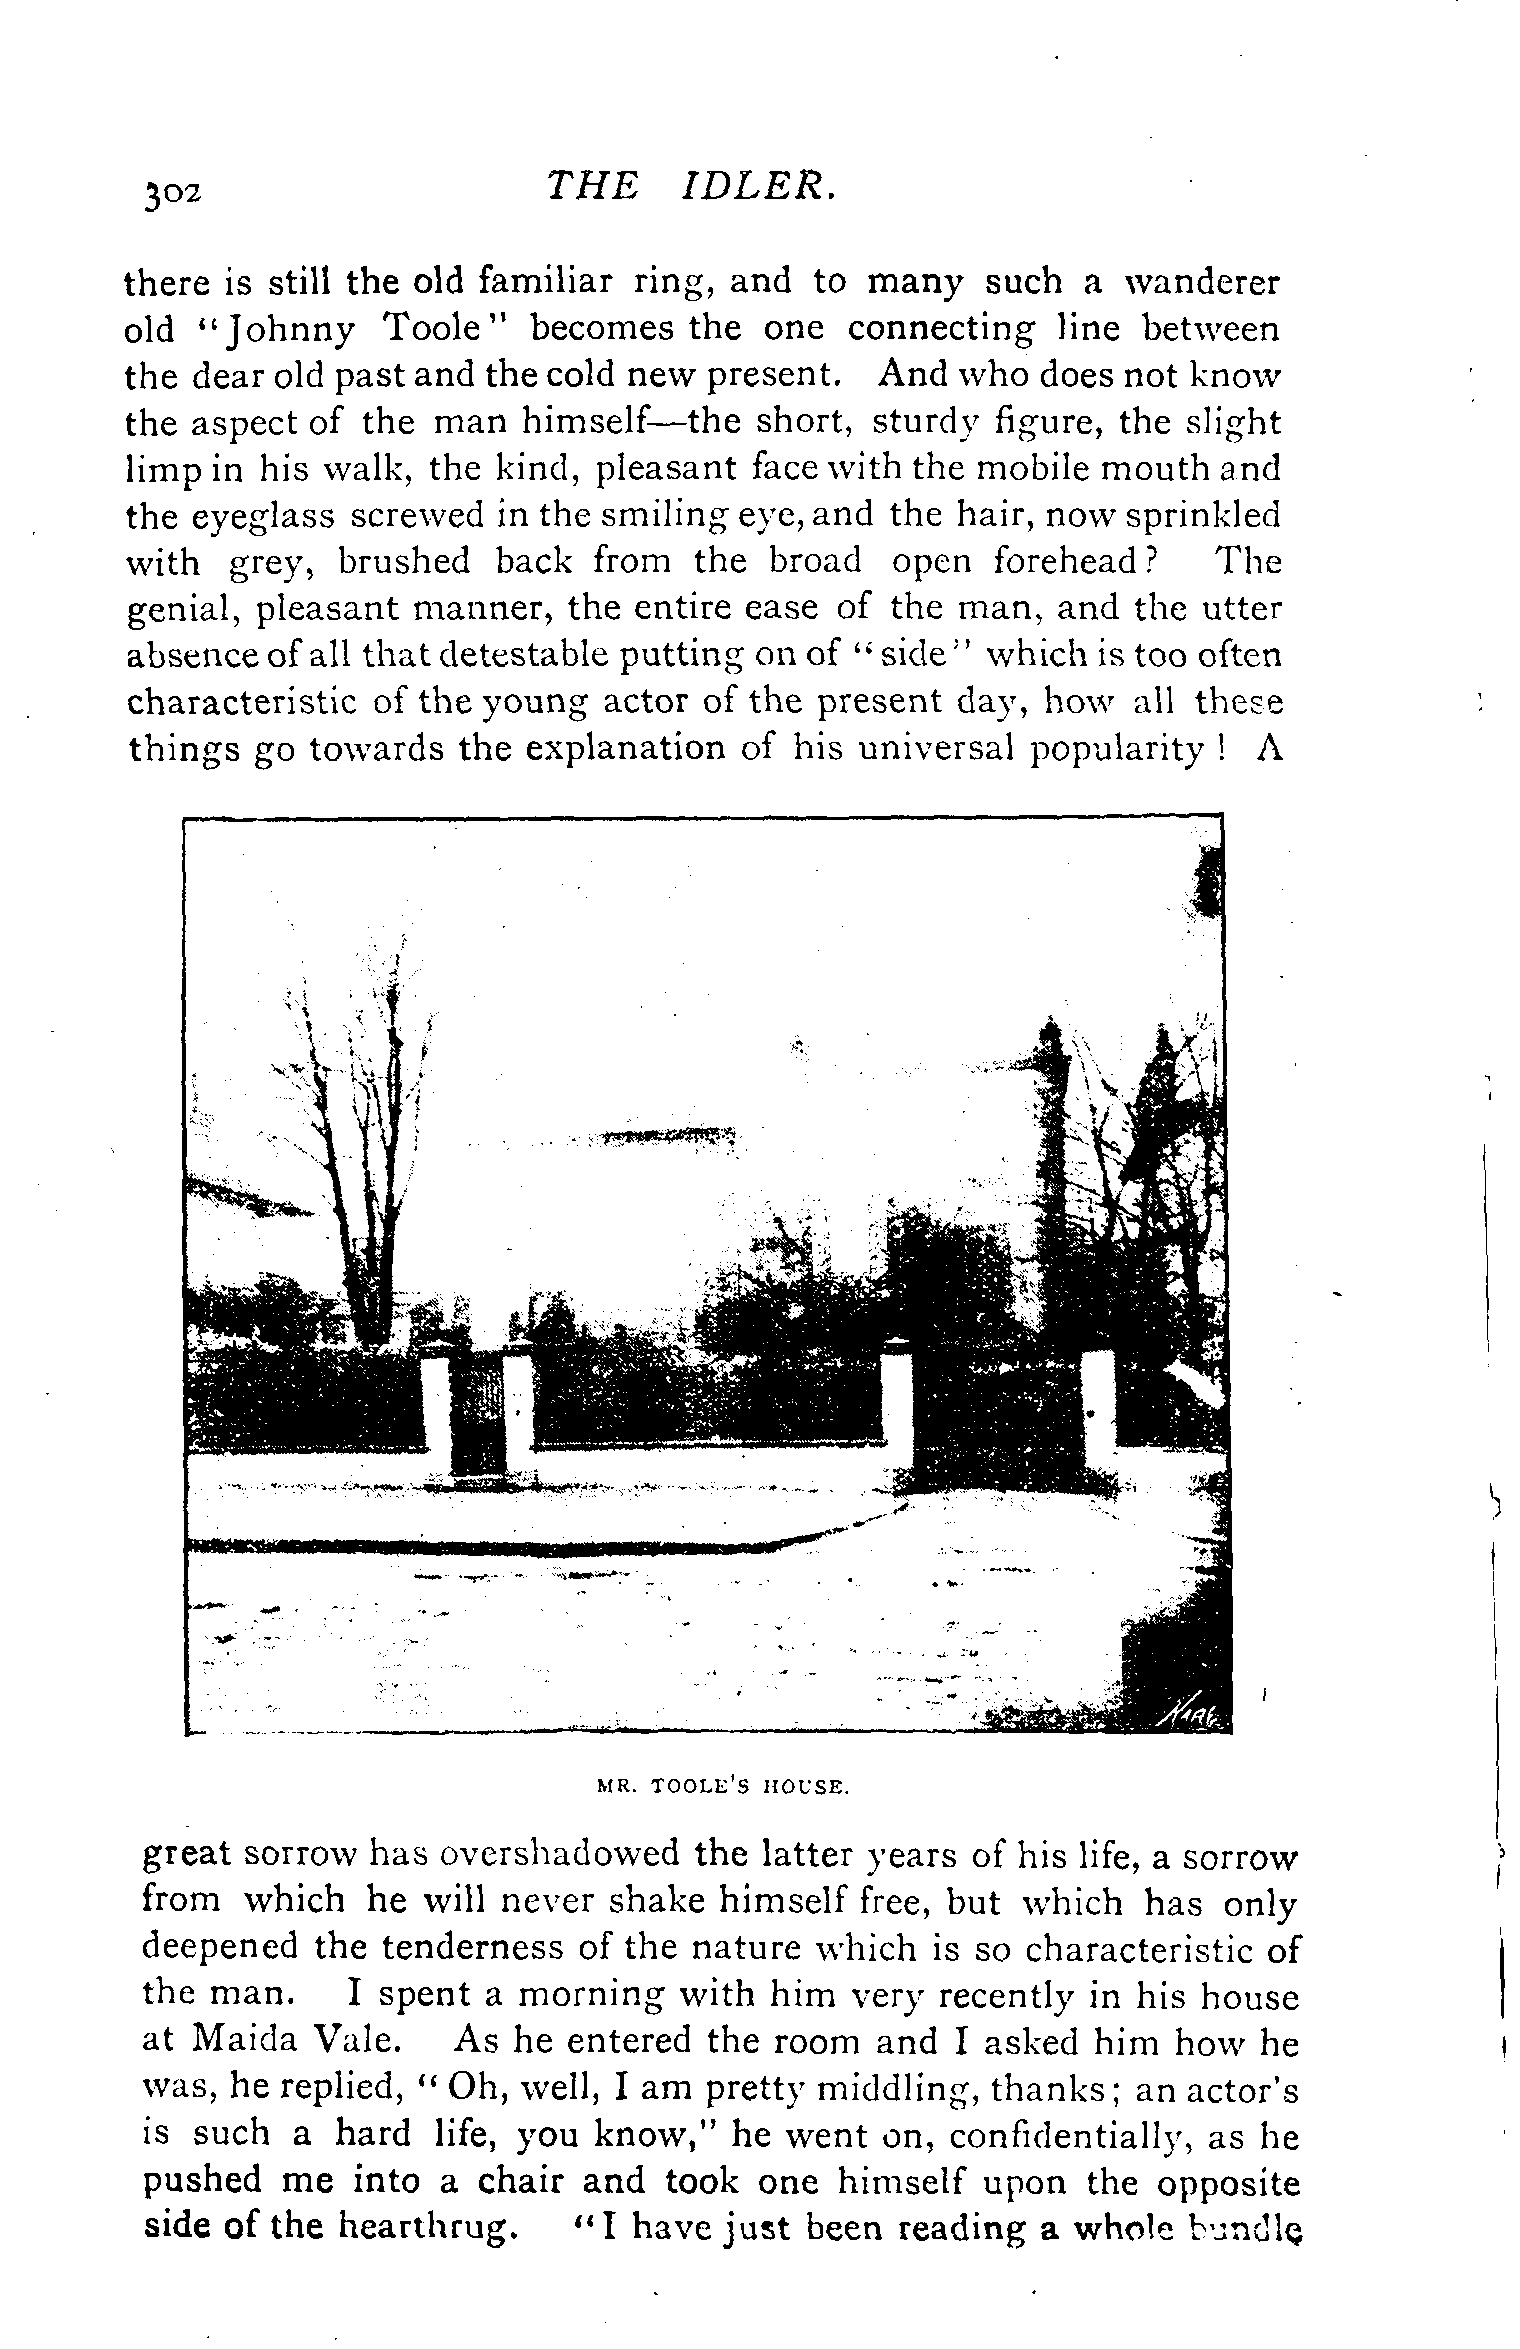 302 THE IDLER.
there is still the old familiar ring, and to many such a wanderer
old "Johnny Toole" becomes the one connecting line between
the dear old past and the cold new present. And who does not know
the aspect of the man himself—the short, sturdy figure, the slight
limp in his walk, the kind, pleasant face with the mobile mouth and
the eyeglass screwed in the smiling eye, and the hair, now sprinkled
with grey, brushed back from the broad open forehead? The
genial, pleasant manner, the entire ease of the man, and the utter
absence of all that detestable putting on of "side" which is too often
characteristic of the young actor of the present day, how all these
things go towards the explanation of his universal popularity! A
MR. TOOLE'S HOUSE.
great sorrow has overshadowed the latter years of his life, a sorrow
from which he will never shake himself free, but which has only
deepened the tenderness of the nature which is so characteristic of
the man. I spent a morning with him very recently in his house
at Maida Vale. As he entered the room and I asked him how he
was, he replied, "Oh, well, I am pretty middling, thanks; an actor's
is such a hard life, you know," he went on, confidentially, as he
pushed me into a chair and took one himself upon the opposite
side of the hearthrug. "I have just been reading a whole bundle